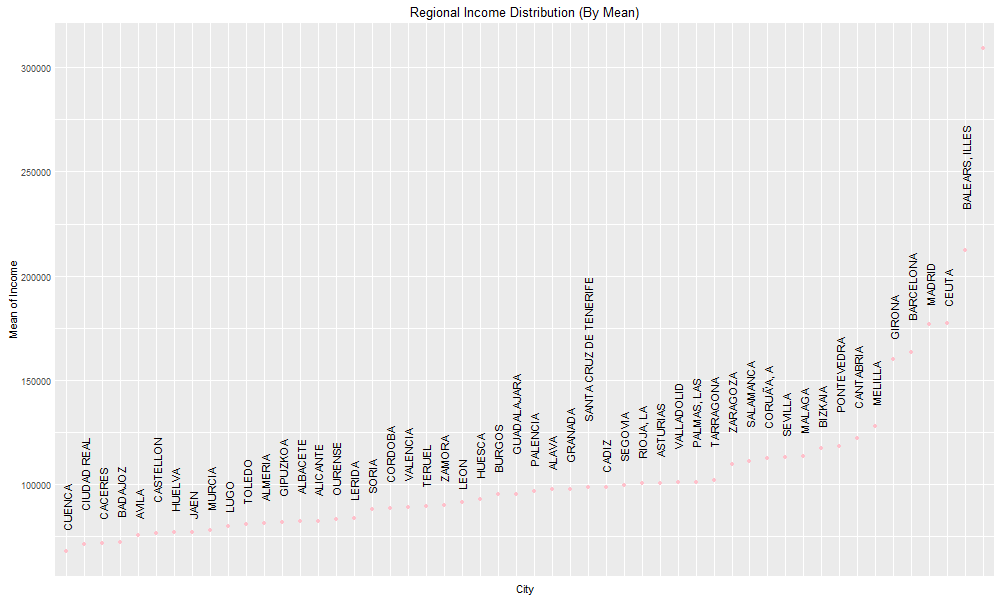 Regional Income Distribution (By Mean)
Mean of Income
300000
250000
200000
150000
100000
CUENCA
CIUDAD REAL
CACERES
BADAJOZ
AVILA
CASTELLON
HUELVA
JAEN
MURCIA
LUGO
TOLEDO
ALMERIA
GIPUZKOA
ALBACETE
ALICANTE
OURENSE
LERIDA
SORIA
CORDOBA
VALENCIA
TERUEL
ZAMORA
LEON
HUESCA
BURGOS
GUADALAJARA
PALENCIA
ALAVA
GRANADA
SANTA CRUZ DE TENERIFE
CADIZ
SEGOVIA
RIOJA, LA
ASTURIAS
VALLADOLID
PALMAS, LAS
TARRAGONA
ZARAGOZA
SALAMANCA
CORUÃ'A, A
SEVILLA
MALAGA
BIZKAIA
PONTEVEDRA
CANTABRIA
MELILLA
GIRONA
BARCELONA
MADRID
CEUTA
BALEARS, ILLES
City